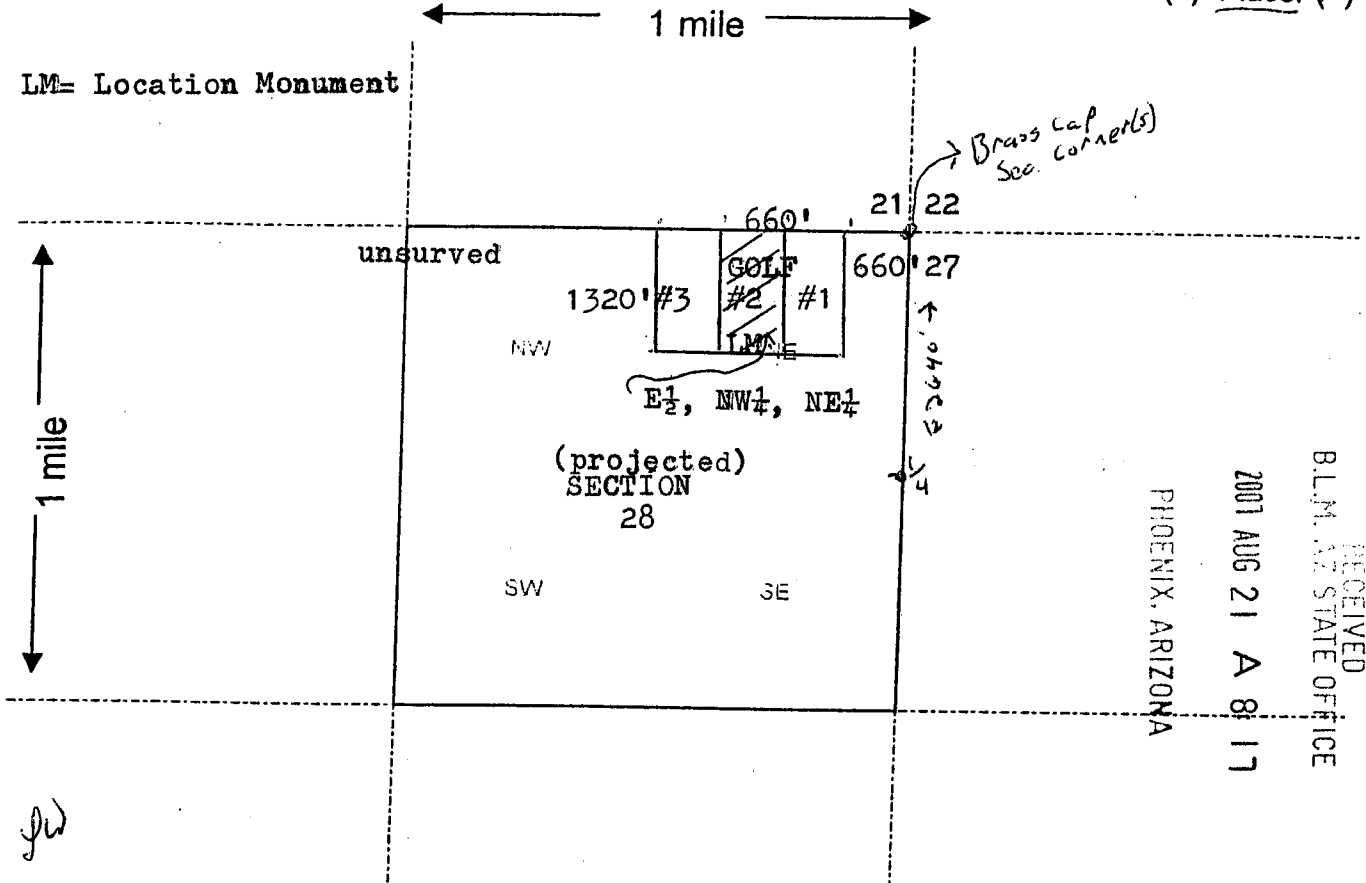 1 mile
LM= Location Monument
Brass Cap
Sec. Corner(s)
21 22
660'
unsurved
GOLF
660'27
1320'#3 #2 #1
NW
LM
NE
E½, NW¼, NE¼
1 mile
(projected)
SECTION
28
1/4
SW
SE
RECEIVED
B.L.M. AZ STATE OFFICE
2007 AUG 21 A 8:17
PHOENIX, ARIZONA